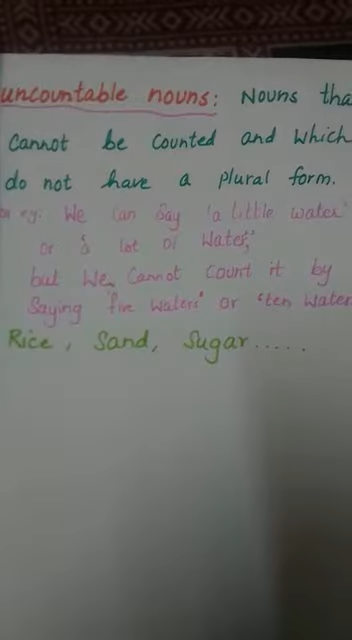 uncountable nouns: Nouns tha
cannot be counted and which
do not have a plural form.
eg: We can say 'a little water'
or 'a lot of water,'
but we cannot count it by
saying 'five waters' or 'ten water
Rice, Sand, Sugar.....